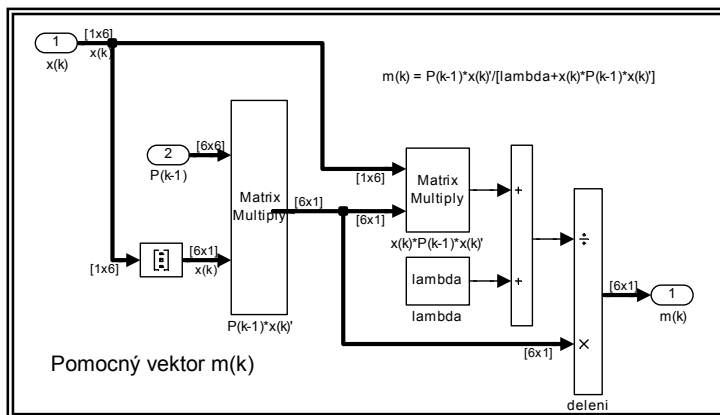 1
[1x6]
x(k)
x(k)
m(k) = P(k-1)*x(k)'/[lambda+x(k)*P(k-1)*x(k)']
2
[6x6]
P(k-1)
Matrix
Multiply
[6x1]
P(k-1)*x(k)'
[1x6]
[6x1]
x(k)
[1x6]
[6x1]
Matrix
Multiply
x(k)*P(k-1)*x(k)'
lambda
lambda
+
+
÷
×
[6x1]
deleni
[6x1]
1
m(k)
Pomocný vektor m(k)